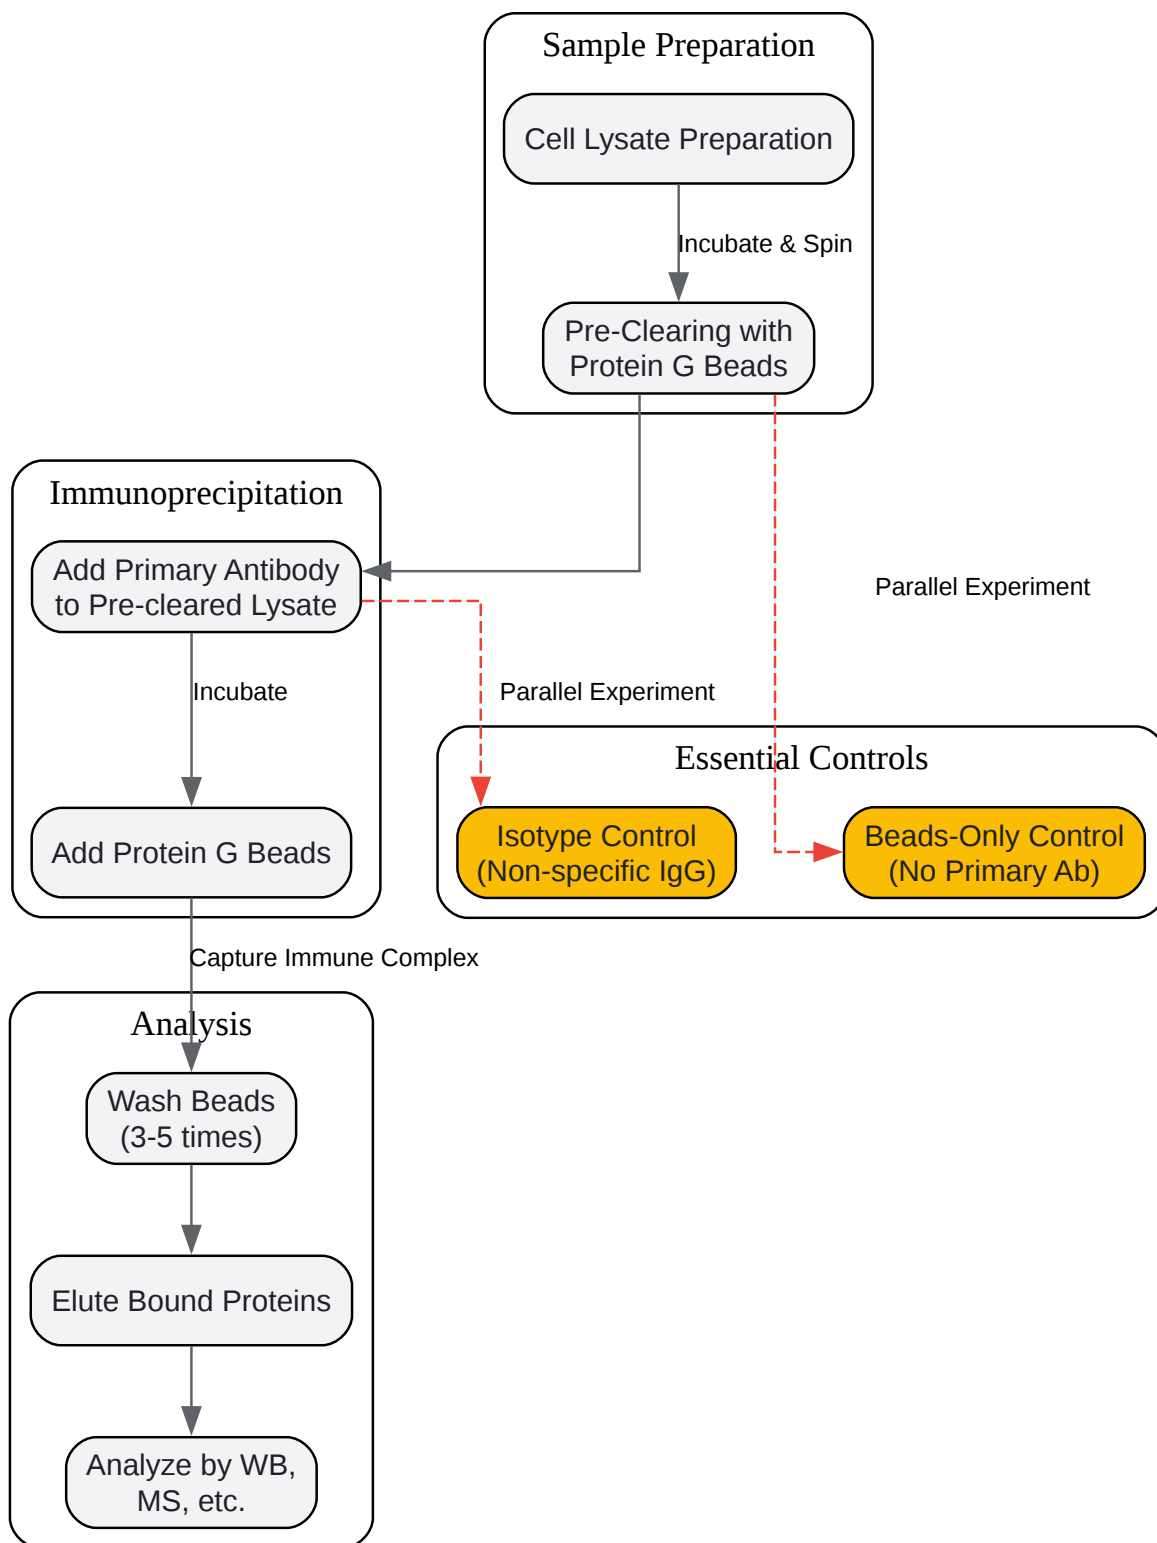 Sample Preparation
Cell Lysate Preparation
Incubate & Spin
Pre-Clearing with
Protein G Beads
Immunoprecipitation
Add Primary Antibody
to Pre-cleared Lysate
Parallel Experiment
Incubate
Parallel Experiment
Essential Controls
Add Protein G Beads
Isotype Control
(Non-specific IgG)
Beads-Only Control
(No Primary Ab)
Capture Immune Complex
Analysis
Wash Beads
(3-5 times)
Elute Bound Proteins
Analyze by WB,
MS, etc.